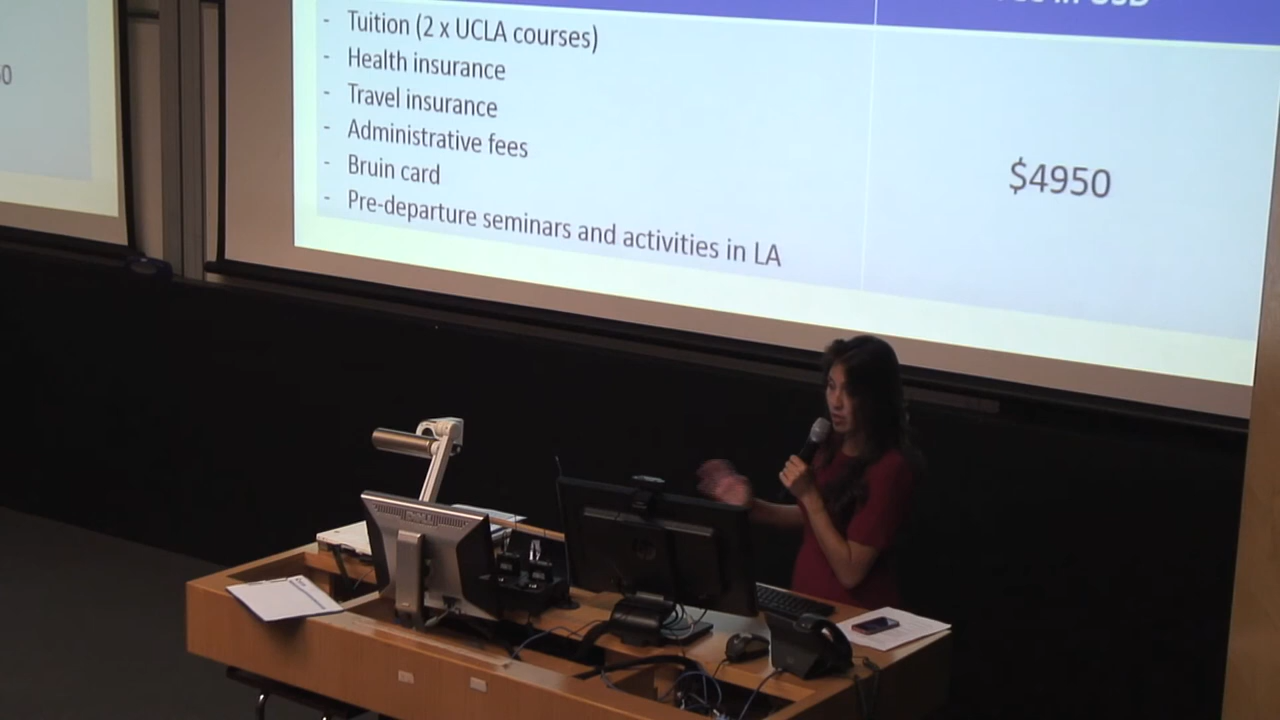 USD
- Tuition (2 x UCLA courses)
- Health insurance
- Travel insurance
- Administrative fees
- Bruin card
- Pre-departure seminars and activities in LA
$4950